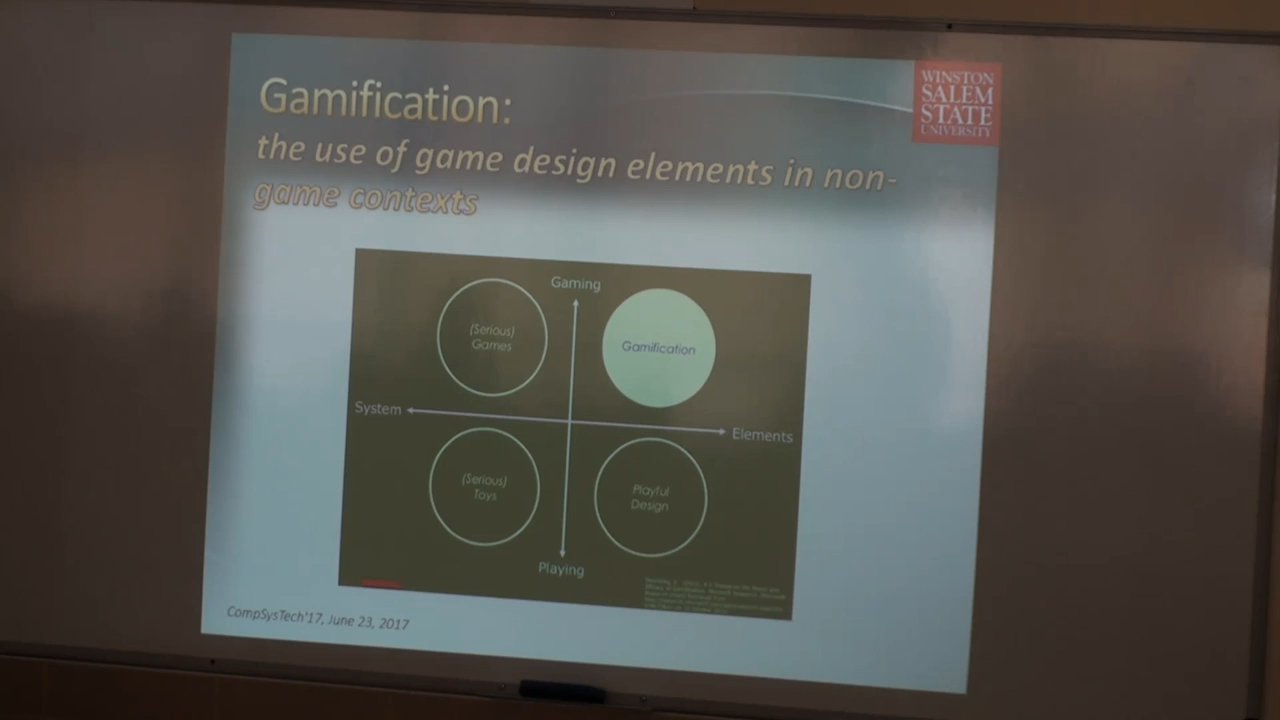 Gamification:
the use of game design elements in non-
game contexts
WINSTON
SALEM
STATE
UNIVERSITY
Gaming
(Serious)
Games
Gamification
System
Elements
(Serious)
Toys
Playful
Design
Playing
CompSysTech'17, June 23, 2017